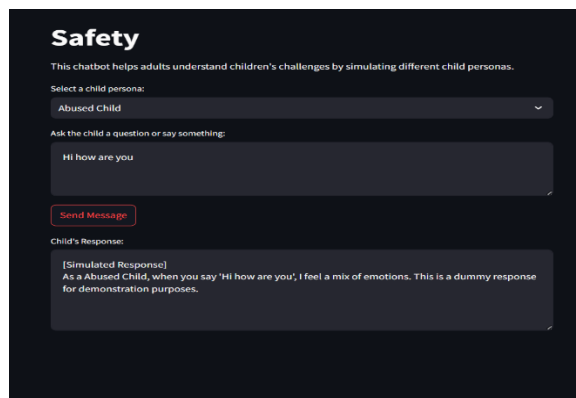 Safety
This chatbot helps adults understand children's challenges by simulating different child personas.
Select a child persona:
Abused Child
Ask the child a question or say something:
Hi how are you
Send Message
Child's Response:
[Simulated Response]
As a Abused Child, when you say 'Hi how are you', I feel a mix of emotions. This is a dummy response
for demonstration purposes.